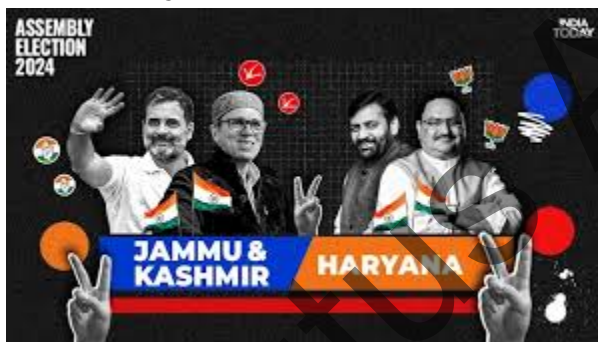 ASSEMBLY
ELECTION
2024
INDIA
TODAY
JAMMU &
KASHMIR
HARYANA